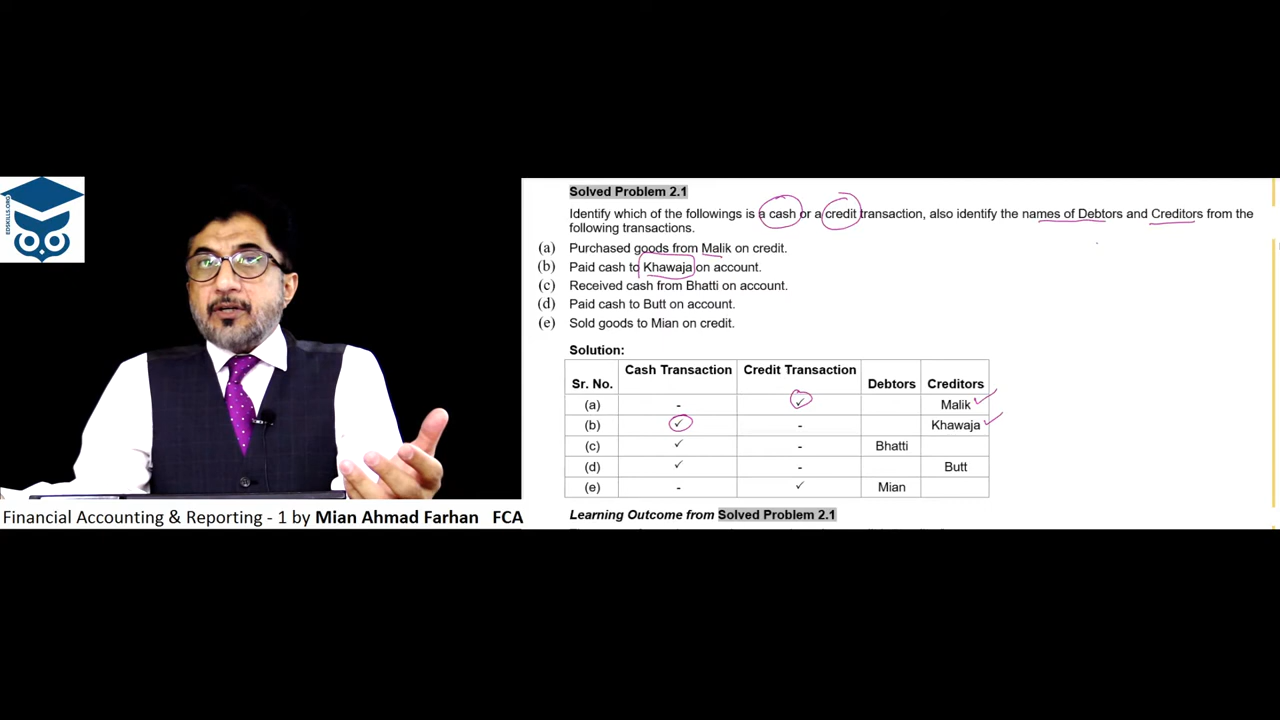 EDSKILLS.ORG
Solved Problem 2.1
Identify which of the followings is a cash or a credit transaction, also identify the names of Debtors and Creditors from the
following transactions.
(a) Purchased goods from Malik on credit.
(b) Paid cash to Khawaja on account.
(c) Received cash from Bhatti on account.
(d) Paid cash to Butt on account.
(e) Sold goods to Mian on credit.
Solution:
Sr. No. Cash Transaction Credit Transaction Debtors Creditors
(a) - ✓ Malik
(b) ✓ - Khawaja
(c) ✓ - Bhatti
(d) ✓ - Butt
(e) - ✓ Mian
Learning Outcome from Solved Problem 2.1
Financial Accounting & Reporting - 1 by Mian Ahmad Farhan FCA